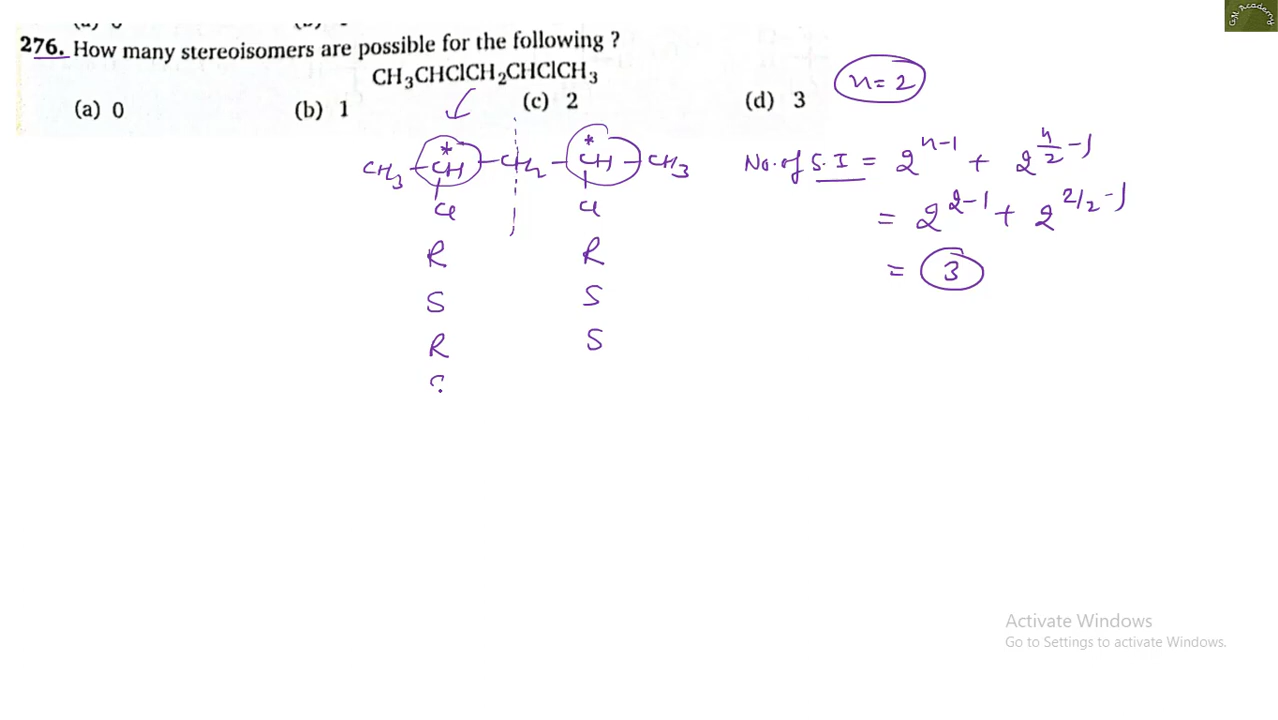 G.M. Academy
276. How many stereoisomers are possible for the following ?
CH₃CHClCH₂CHClCH₃
(a) 0 (b) 1 (c) 2 (d) 3
n = 2
CH₃ - *CH - CH₂ - *CH - CH₃
Cl Cl
R R
S S
R S
No. of S.I = 2^(n-1) + 2^(n/2 - 1)
= 2^(2-1) + 2^(2/2 - 1)
= 3
Activate Windows
Go to Settings to activate Windows.